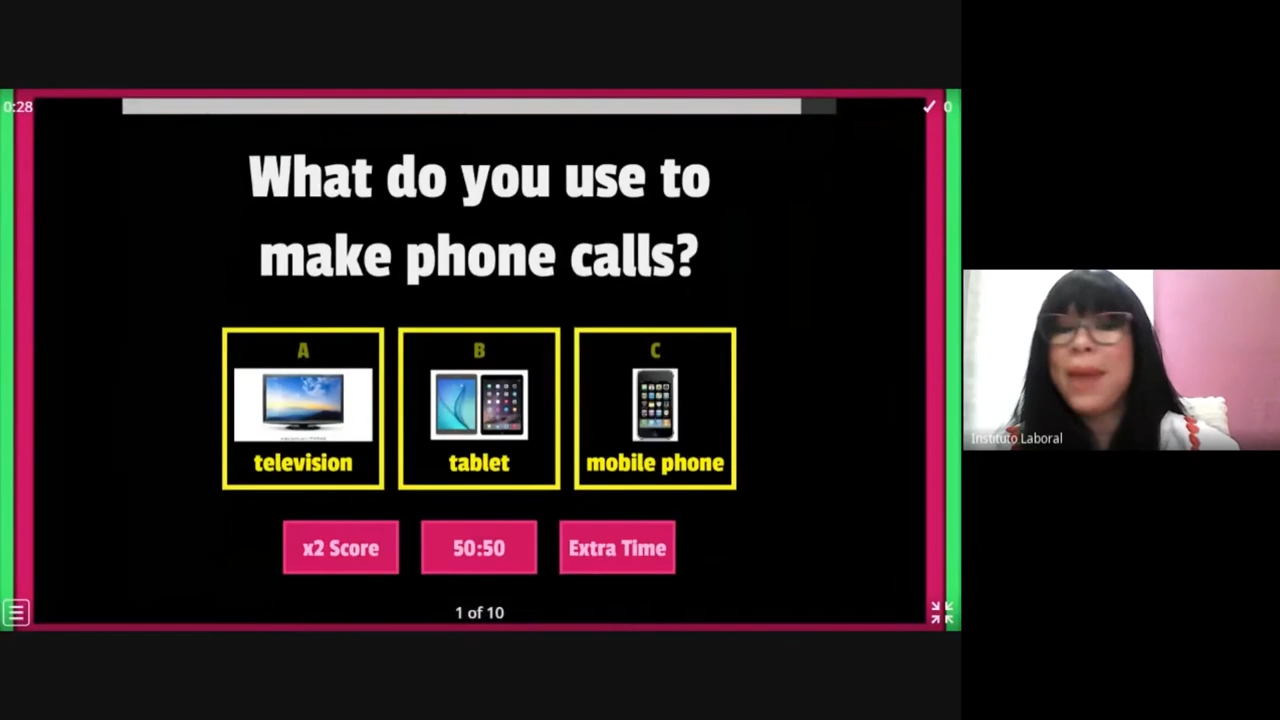 0:28
0
What do you use to
make phone calls?
A
B
C
television
tablet
mobile phone
x2 Score
50:50
Extra Time
1 of 10
Instituto Laboral